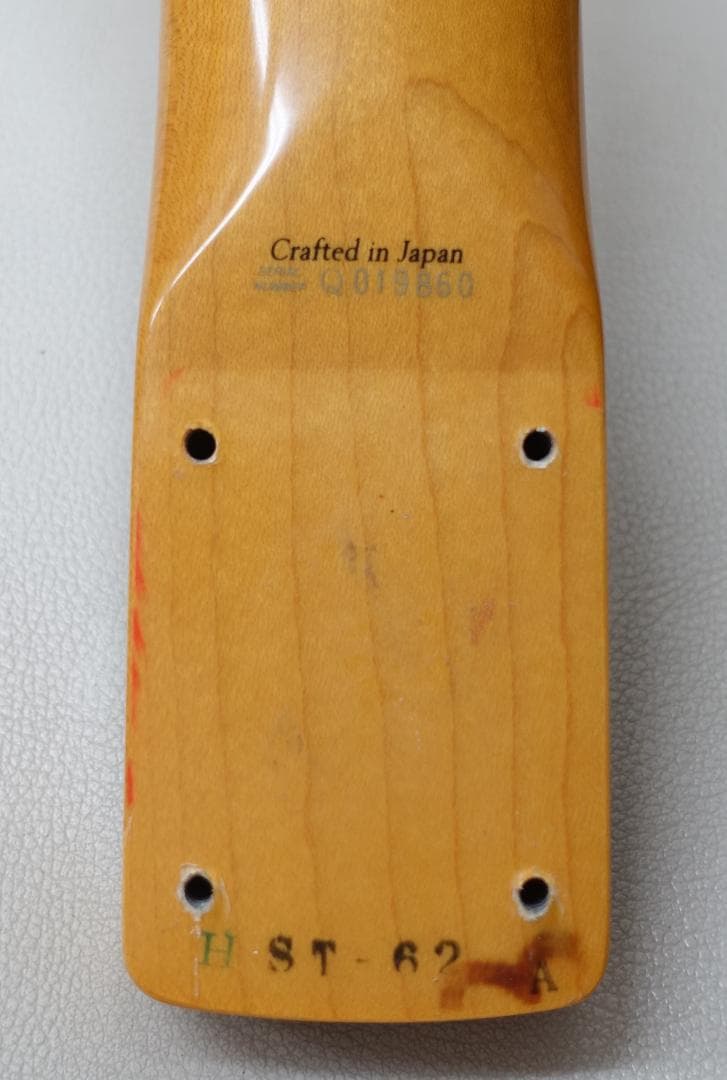 Crafted in Japan
SERIAL
NUMBER Q019860
H ST-62 A